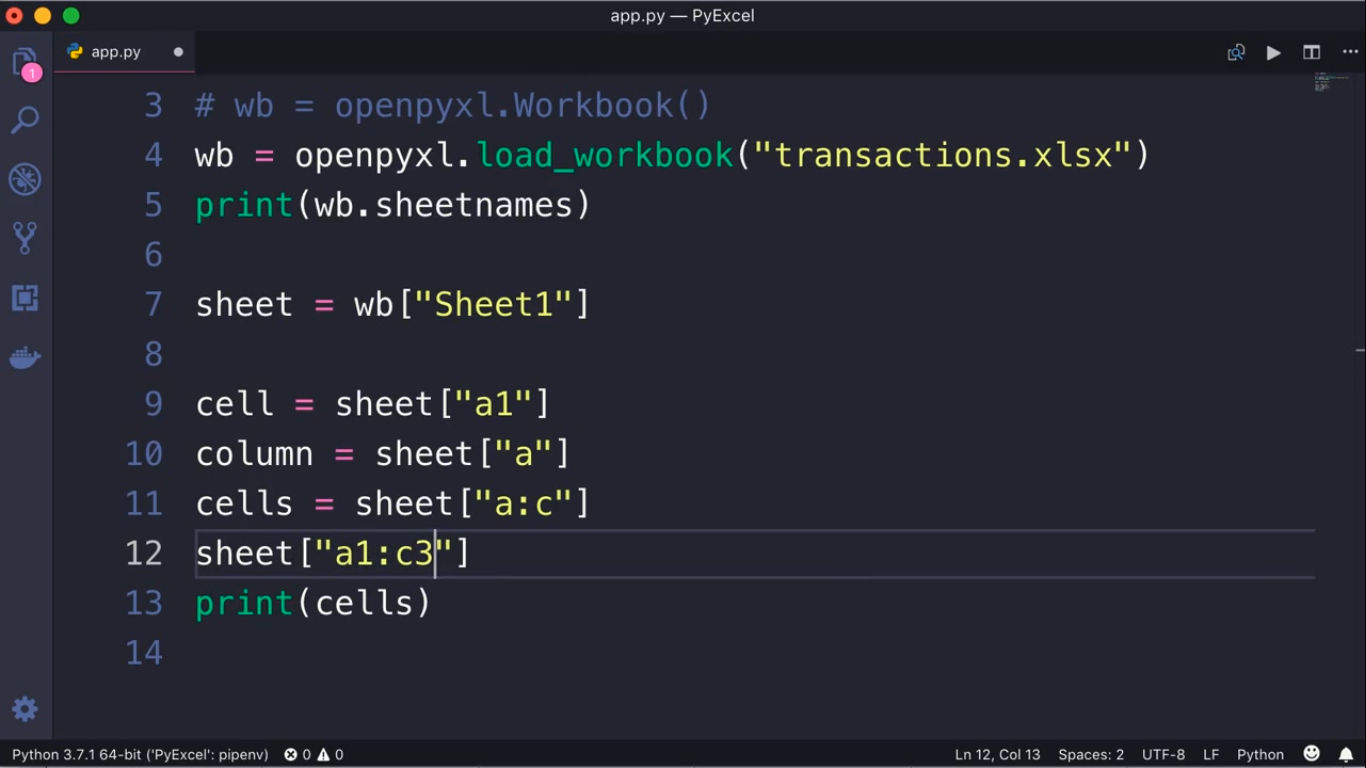 app.py — PyExcel
app.py
1
3 # wb = openpyxl.Workbook()
4 wb = openpyxl.load_workbook("transactions.xlsx")
5 print(wb.sheetnames)
6
7 sheet = wb["Sheet1"]
8
9 cell = sheet["a1"]
10 column = sheet["a"]
11 cells = sheet["a:c"]
12 sheet["a1:c3"]
13 print(cells)
14
Python 3.7.1 64-bit ('PyExcel': pipenv) 0 0 Ln 12, Col 13 Spaces: 2 UTF-8 LF Python